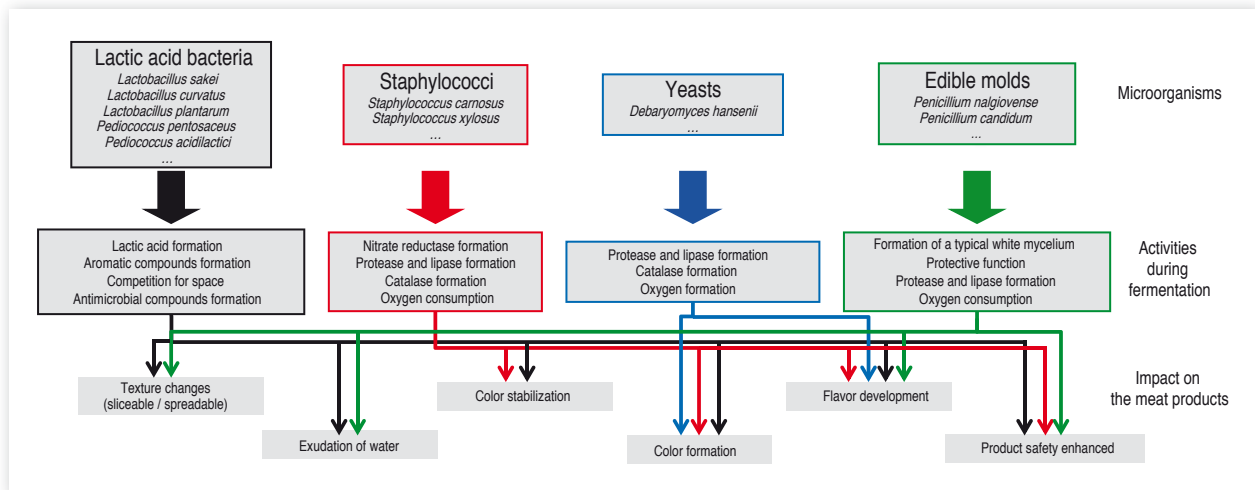 Lactic acid bacteria
Lactobacillus sakei
Lactobacillus curvatus
Lactobacillus plantarum
Pediococcus pentosaceus
Pediococcus acidilactici
...
Staphylococci
Staphylococcus carnosus
Staphylococcus xylosus
...
Yeasts
Debaryomyces hansenii
...
Edible molds
Penicillium nalgiovense
Penicillium candidum
...
Microorganisms
Lactic acid formation
Aromatic compounds formation
Competition for space
Antimicrobial compounds formation
Nitrate reductase formation
Protease and lipase formation
Catalase formation
Oxygen consumption
Protease and lipase formation
Catalase formation
Oxygen formation
Formation of a typical white mycelium
Protective function
Protease and lipase formation
Oxygen consumption
Activities
during
fermentation
Texture changes
(sliceable / spreadable)
Color stabilization
Flavor development
Impact on
the meat products
Exudation of water
Color formation
Product safety enhanced